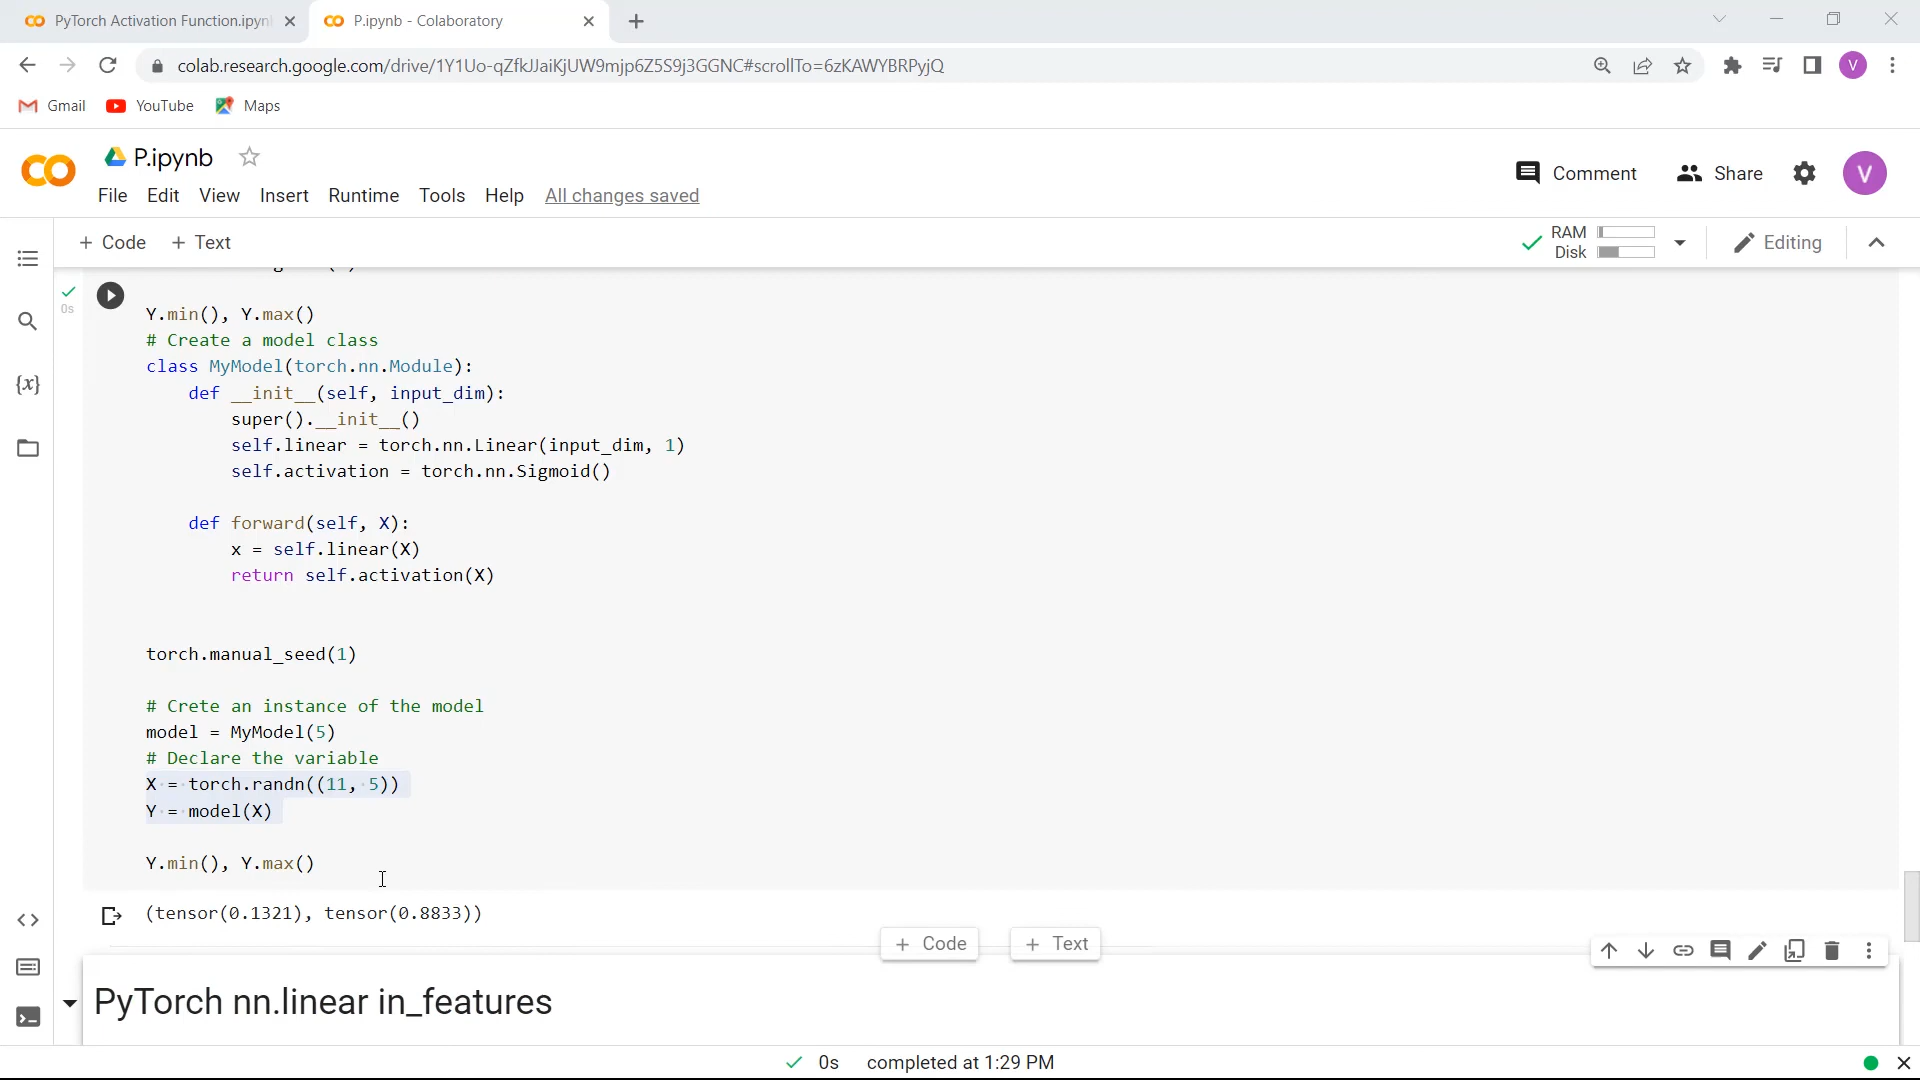 PyTorch Activation Function.ipyn
P.ipynb - Colaboratory
colab.research.google.com/drive/1Y1Uo-qZfkJJaiKjUW9mjp6Z5S9j3GGNC#scrollTo=6zKAWYBRPyjQ
V
Gmail
YouTube
Maps
P.ipynb
Comment
Share
V
File Edit View Insert Runtime Tools Help All changes saved
+ Code + Text
RAM
Disk
Editing
0s
Y.min(), Y.max()
# Create a model class
class MyModel(torch.nn.Module):
def __init__(self, input_dim):
super().__init__()
self.linear = torch.nn.Linear(input_dim, 1)
self.activation = torch.nn.Sigmoid()
def forward(self, X):
x = self.linear(X)
return self.activation(X)
torch.manual_seed(1)
# Crete an instance of the model
model = MyModel(5)
# Declare the variable
X = torch.randn((11, 5))
Y = model(X)
Y.min(), Y.max()
(tensor(0.1321), tensor(0.8833))
+ Code + Text
PyTorch nn.linear in_features
0s completed at 1:29 PM